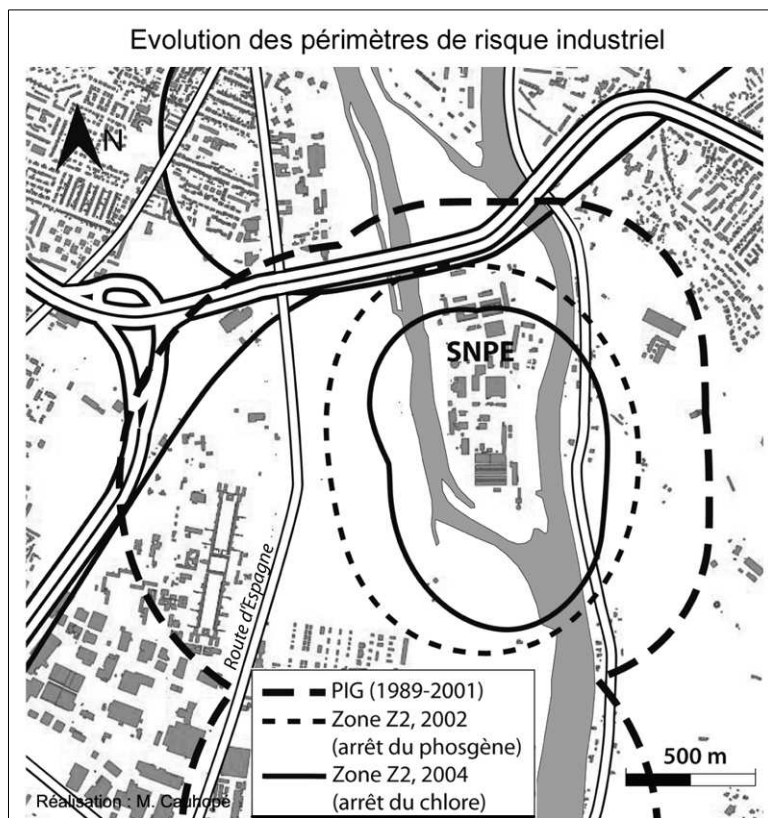 Evolution des périmètres de risque industriel
N
SNPE
Route d'Espagne
PIG (1989-2001)
Zone Z2, 2002
(arrêt du phosgène)
Zone Z2, 2004
(arrêt du chlore)
500 m
Réalisation : M. Cauhopé